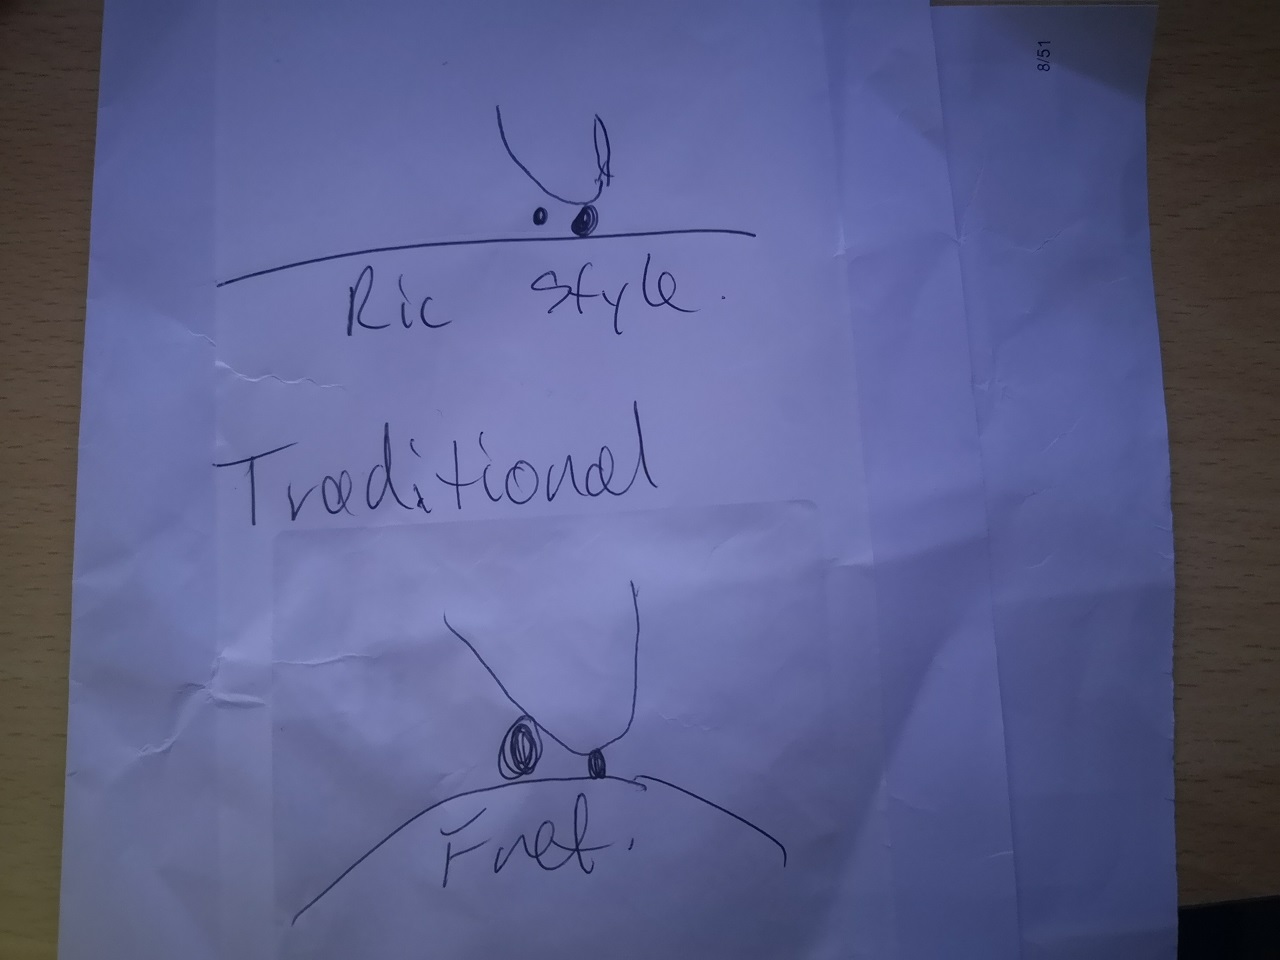 8/51
Ric Style.
Traditional
Fret.